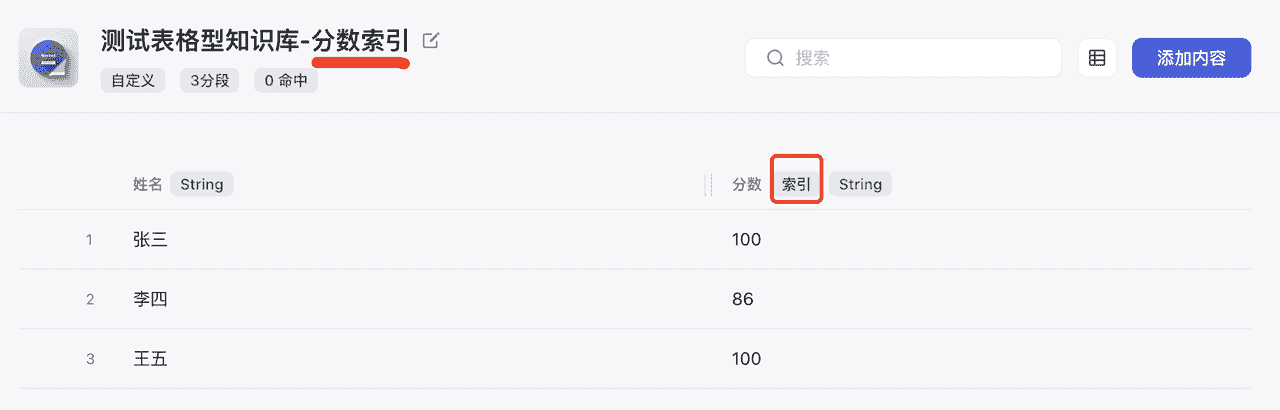 测试表格型知识库-分数索引
自定义 3分段 0 命中
搜索
添加内容
姓名 String 分数 索引 String
1 张三 100
2 李四 86
3 王五 100